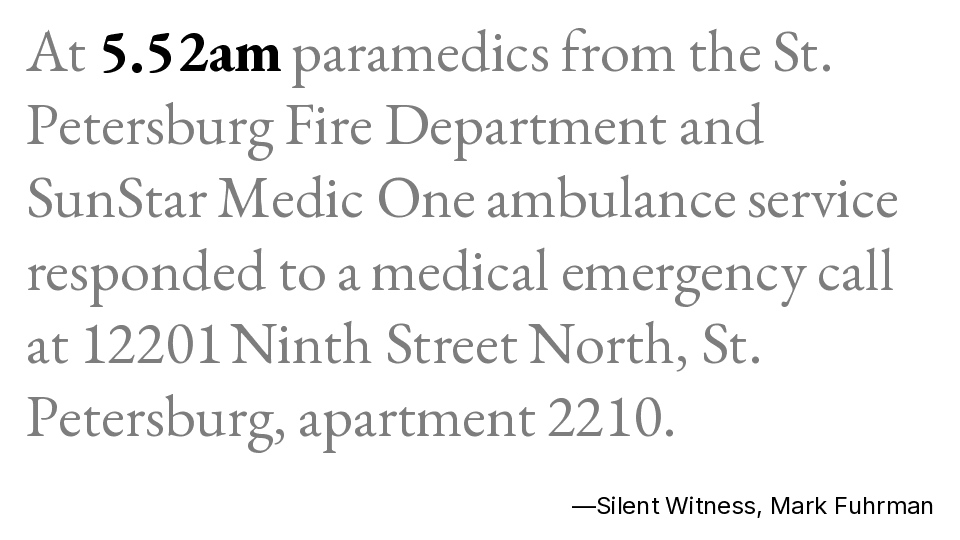 At 5.52am paramedics from the St.
Petersburg Fire Department and
SunStar Medic One ambulance service
responded to a medical emergency call
at 12201 Ninth Street North, St.
Petersburg, apartment 2210.
—Silent Witness, Mark Fuhrman